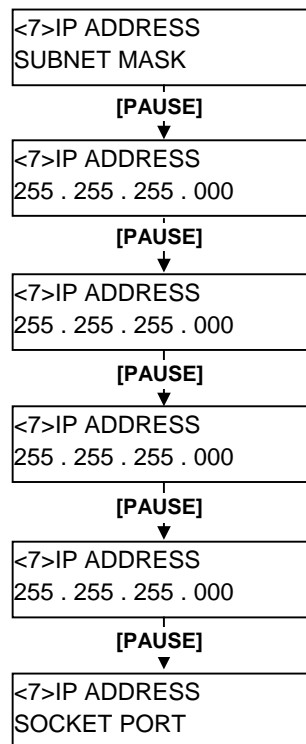 <7>IP ADDRESS
SUBNET MASK
[PAUSE]
<7>IP ADDRESS
255 . 255 . 255 . 000
[PAUSE]
<7>IP ADDRESS
255 . 255 . 255 . 000
[PAUSE]
<7>IP ADDRESS
255 . 255 . 255 . 000
[PAUSE]
<7>IP ADDRESS
255 . 255 . 255 . 000
[PAUSE]
<7>IP ADDRESS
SOCKET PORT